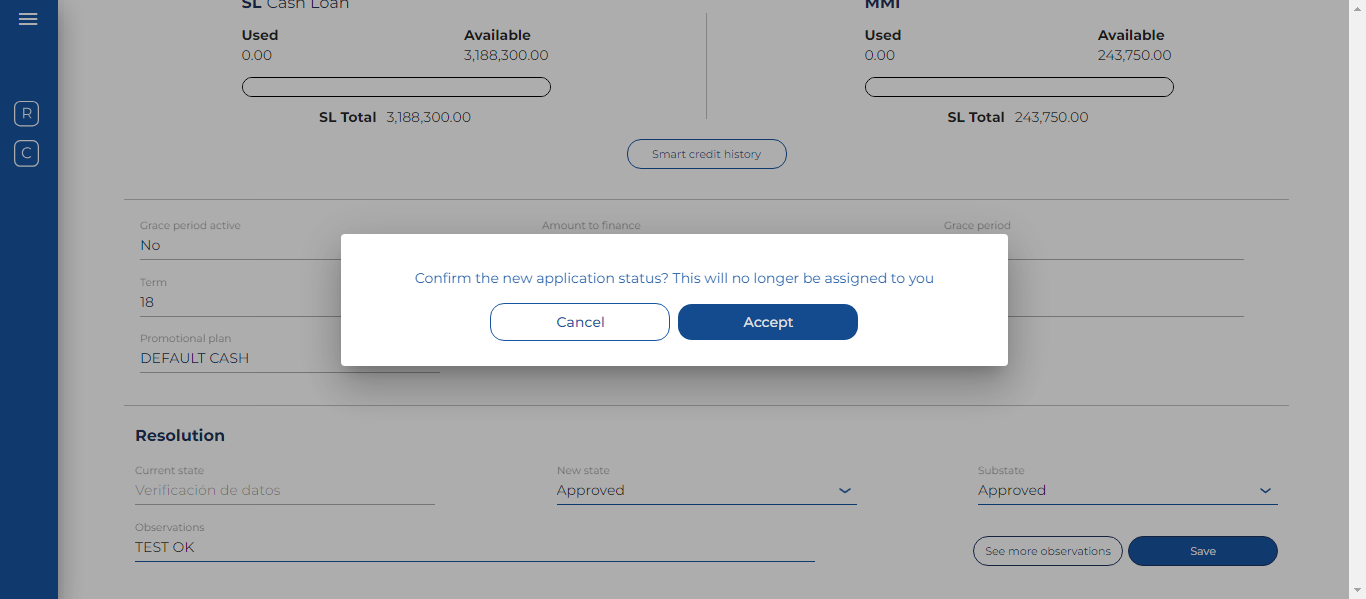 SL Cash Loan
MMI
Used
Available
Used
Available
0.00
3,188,300.00
0.00
243,750.00
SL Total 3,188,300.00
SL Total 243,750.00
R
C
Smart credit history
Grace period active
Amount to finance
Grace period
No
Confirm the new application status? This will no longer be assigned to you
Cancel
Accept
Term
18
Promotional plan
DEFAULT CASH
Resolution
Current state
New state
Substate
Verificación de datos
Approved
Approved
Observations
TEST OK
See more observations
Save